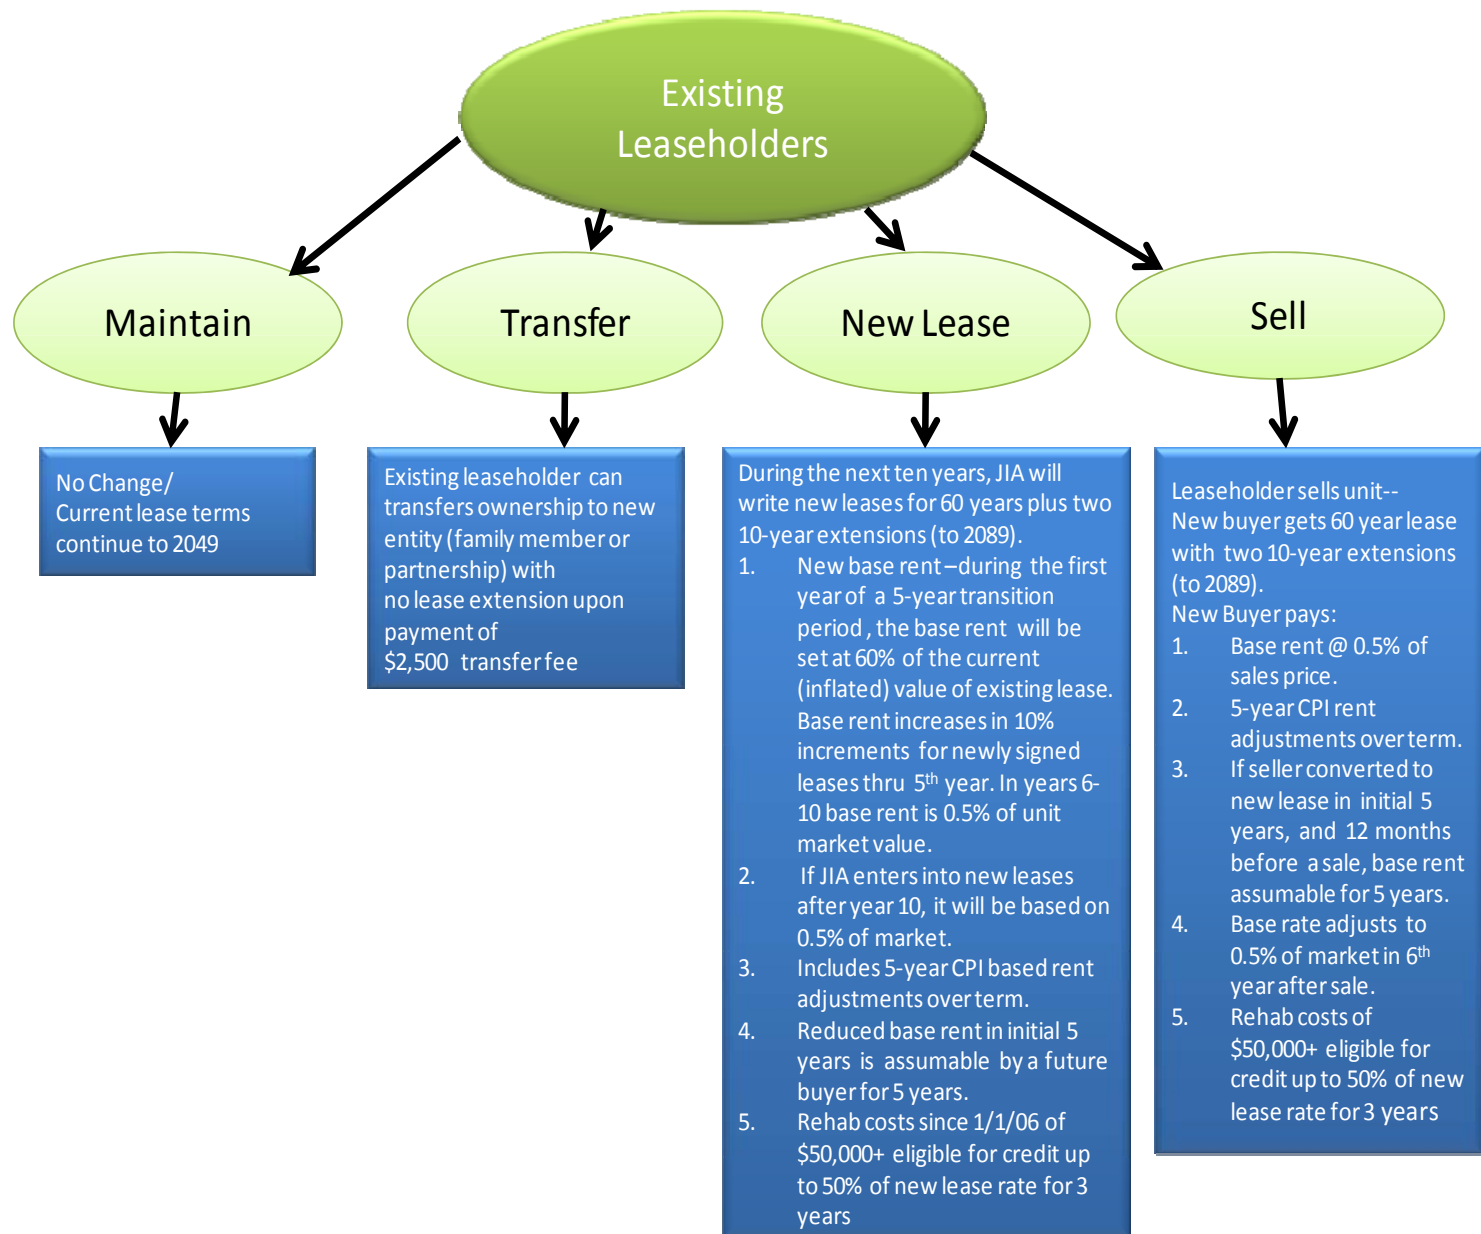 Existing
Leaseholders
Maintain
Transfer
New Lease
Sell
No Change/
Current lease terms
continue to 2049
Existing leaseholder can
transfers ownership to new
entity (family member or
partnership) with
no lease extension upon
payment of
$2,500 transfer fee
During the next ten years, JIA will
write new leases for 60 years plus two
10-year extensions (to 2089).
1. New base rent –during the first
year of a 5-year transition
period , the base rent will be
set at 60% of the current
(inflated) value of existing lease.
Base rent increases in 10%
increments for newly signed
leases thru 5th year. In years 6-
10 base rent is 0.5% of unit
market value.
2. If JIA enters into new leases
after year 10, it will be based on
0.5% of market.
3. Includes 5-year CPI based rent
adjustments over term.
4. Reduced base rent in initial 5
years is assumable by a future
buyer for 5 years.
5. Rehab costs since 1/1/06 of
$50,000+ eligible for credit up
to 50% of new lease rate for 3
years
Leaseholder sells unit--
New buyer gets 60 year lease
with two 10-year extensions
(to 2089).
New Buyer pays:
1. Base rent @ 0.5% of
sales price.
2. 5-year CPI rent
adjustments over term.
3. If seller converted to
new lease in initial 5
years, and 12 months
before a sale, base rent
assumable for 5 years.
4. Base rate adjusts to
0.5% of market in 6th
year after sale.
5. Rehab costs of
$50,000+ eligible for
credit up to 50% of new
lease rate for 3 years